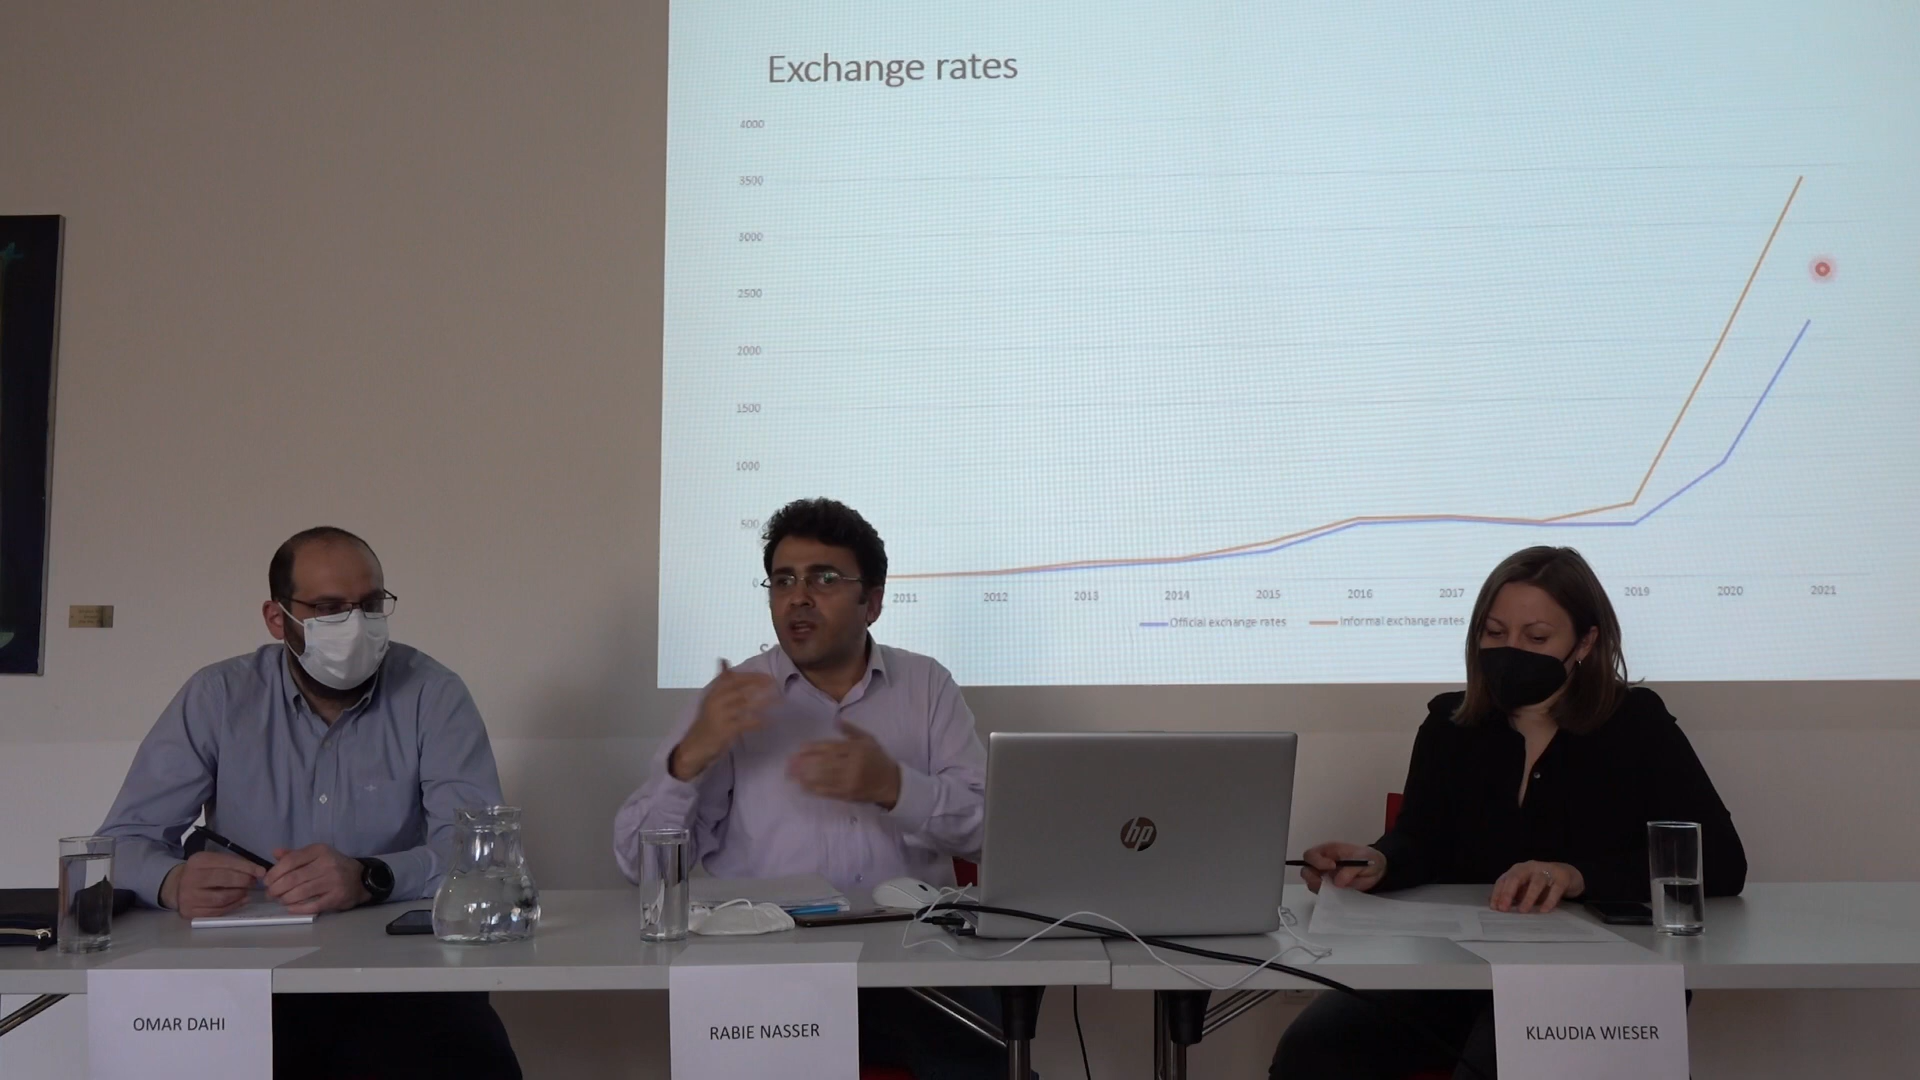 Exchange rates
4000
3500
3000
2500
2000
1500
1000
500
0
2011 2012 2013 2014 2015 2016 2017 2019 2020 2021
Official exchange rates Informal exchange rates
S
hp
OMAR DAHI
RABIE NASSER
KLAUDIA WIESER